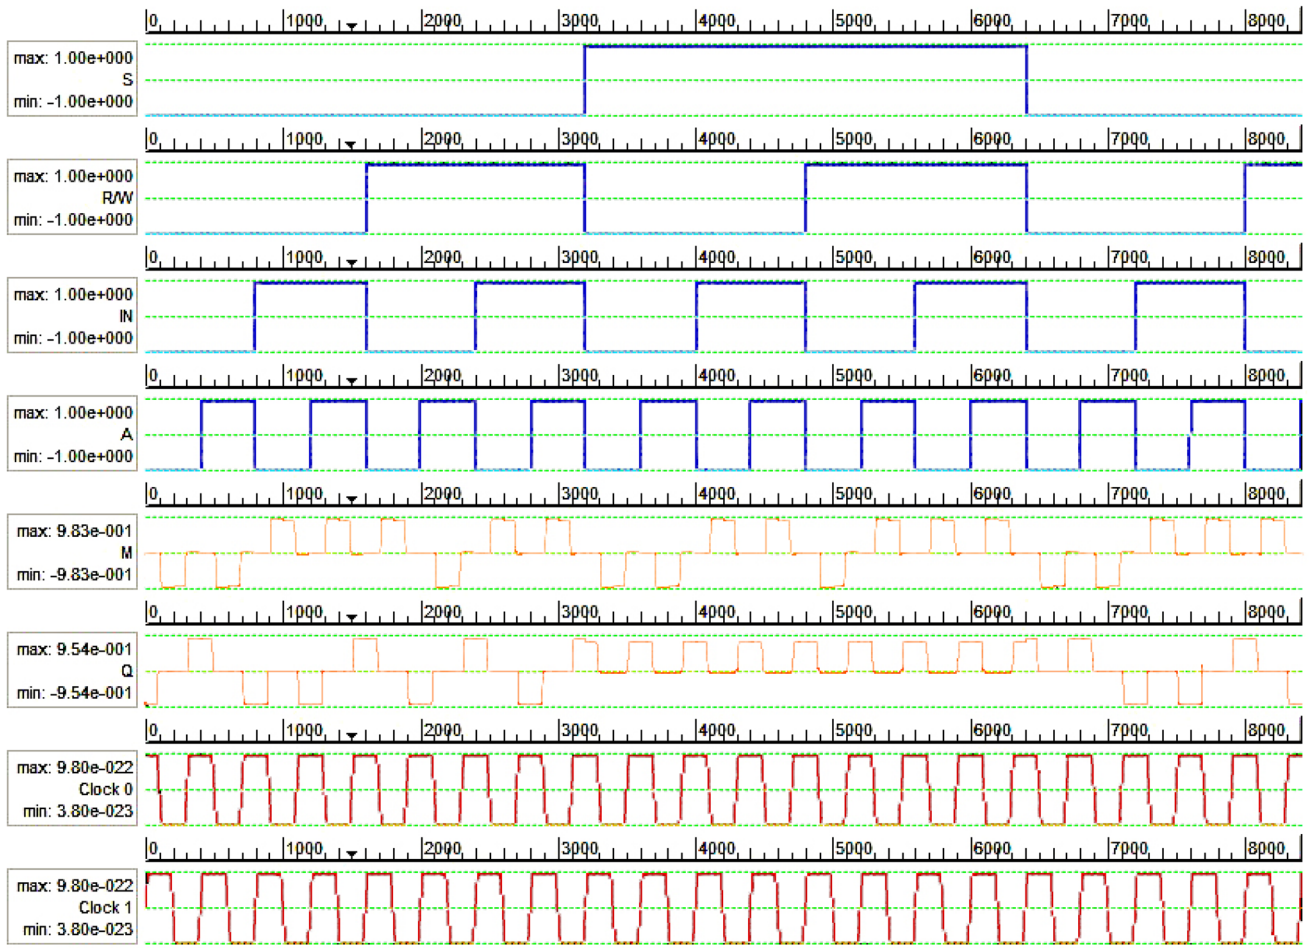 0 1000 2000 3000 4000 5000 6000 7000 8000
max: 1.00e+000
S
min: -1.00e+000
0 1000 2000 3000 4000 5000 6000 7000 8000
max: 1.00e+000
R/W
min: -1.00e+000
0 1000 2000 3000 4000 5000 6000 7000 8000
max: 1.00e+000
IN
min: -1.00e+000
0 1000 2000 3000 4000 5000 6000 7000 8000
max: 1.00e+000
A
min: -1.00e+000
0 1000 2000 3000 4000 5000 6000 7000 8000
max: 9.83e-001
M
min: -9.83e-001
0 1000 2000 3000 4000 5000 6000 7000 8000
max: 9.54e-001
Q
min: -9.54e-001
0 1000 2000 3000 4000 5000 6000 7000 8000
max: 9.80e-022
Clock 0
min: 3.80e-023
0 1000 2000 3000 4000 5000 6000 7000 8000
max: 9.80e-022
Clock 1
min: 3.80e-023